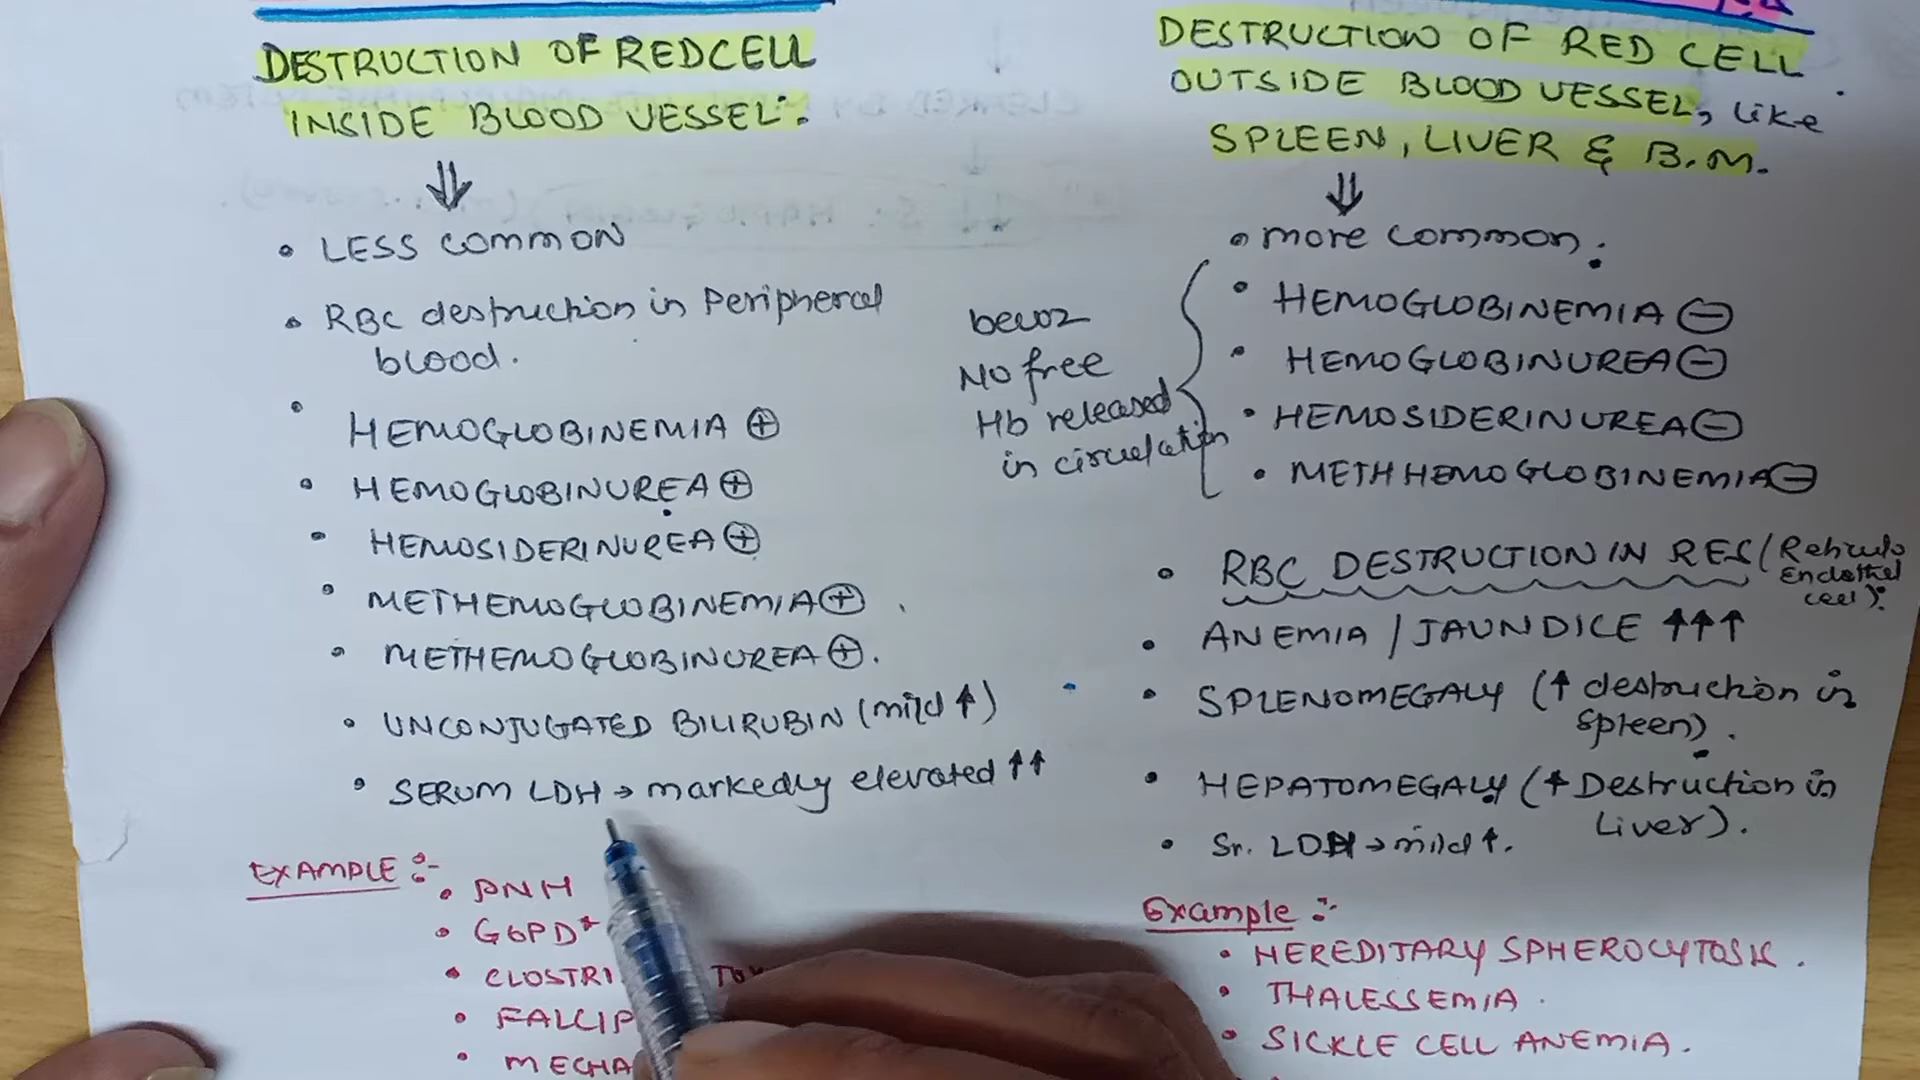 DESTRUCTION OF REDCELL
INSIDE BLOOD VESSEL:
⇓
• LESS COMMON
• RBC destruction in Peripheral
blood.
• HEMOGLOBINEMIA ⊕
• HEMOGLOBINUREA ⊕
• HEMOSIDERINUREA ⊕
• METHEMOGLOBINEMIA ⊕
• METHEMOGLOBINUREA ⊕.
• UNCONJUGATED BILIRUBIN (mild ↑)
• SERUM LDH → markedly elevated ↑↑
EXAMPLE :-
• PNH
• G6PD*
• CLOSTRI
• FALCIP
• MECHA
DESTRUCTION OF RED CELL
OUTSIDE BLOOD VESSEL, like
SPLEEN, LIVER & B.M.
⇓
• more common.
• HEMOGLOBINEMIA ⊖
• HEMOGLOBINUREA ⊖
• HEMOSIDERINUREA ⊖
• METHHEMOGLOBINEMIA ⊖
becoz
No free
Hb released
in circulation
• RBC DESTRUCTION IN RES (Reticulo
Endothel
cell).
• ANEMIA / JAUNDICE ↑↑↑
• SPLENOMEGALY (↑ destruction in
Spleen).
• HEPATOMEGALY (↑ Destruction in
Liver).
• Sr. LDH → mild ↑.
Example :-
• HEREDITARY SPHEROCYTOSIS.
• THALESSEMIA.
• SICKLE CELL ANEMIA.